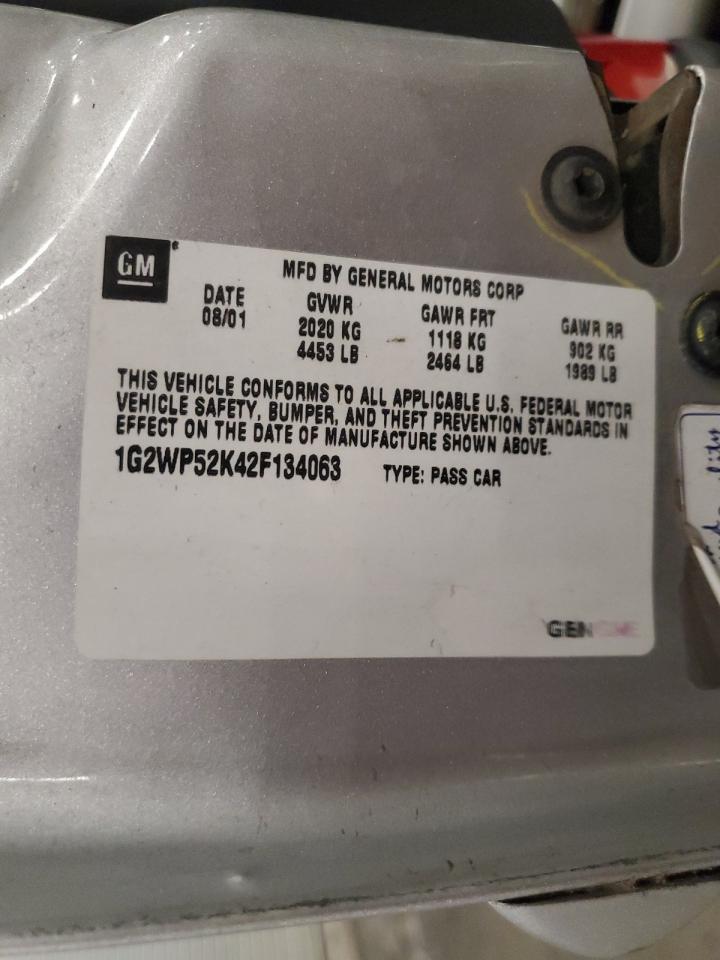 GM
MFD BY GENERAL MOTORS CORP
DATE GVWR GAWR FRT GAWR RR
08/01 2020 KG 1118 KG 902 KG
4453 LB 2464 LB 1989 LB
THIS VEHICLE CONFORMS TO ALL APPLICABLE U.S. FEDERAL MOTOR
VEHICLE SAFETY, BUMPER, AND THEFT PREVENTION STANDARDS IN
EFFECT ON THE DATE OF MANUFACTURE SHOWN ABOVE.
1G2WP52K42F134063 TYPE: PASS CAR